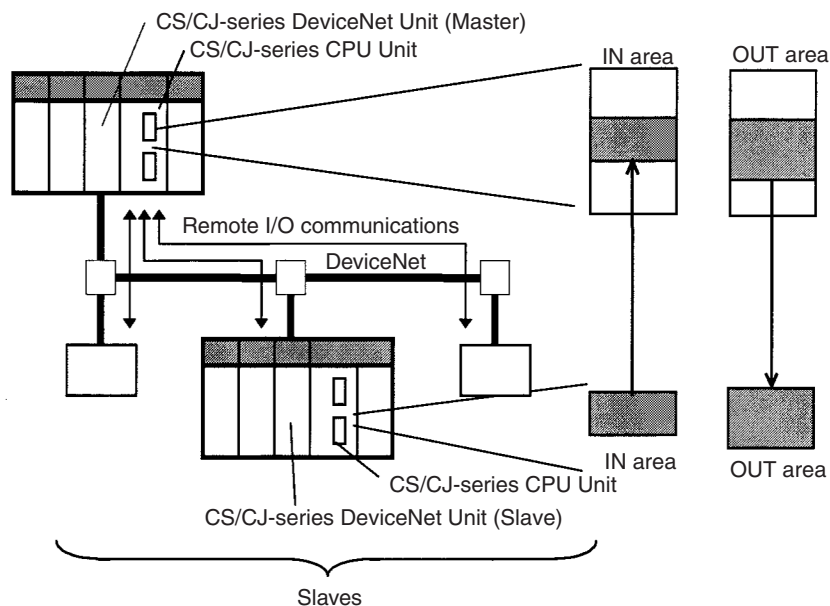 CS/CJ-series DeviceNet Unit (Master)
CS/CJ-series CPU Unit
IN area
OUT area
Remote I/O communications
DeviceNet
IN area
OUT area
CS/CJ-series CPU Unit
CS/CJ-series DeviceNet Unit (Slave)
Slaves